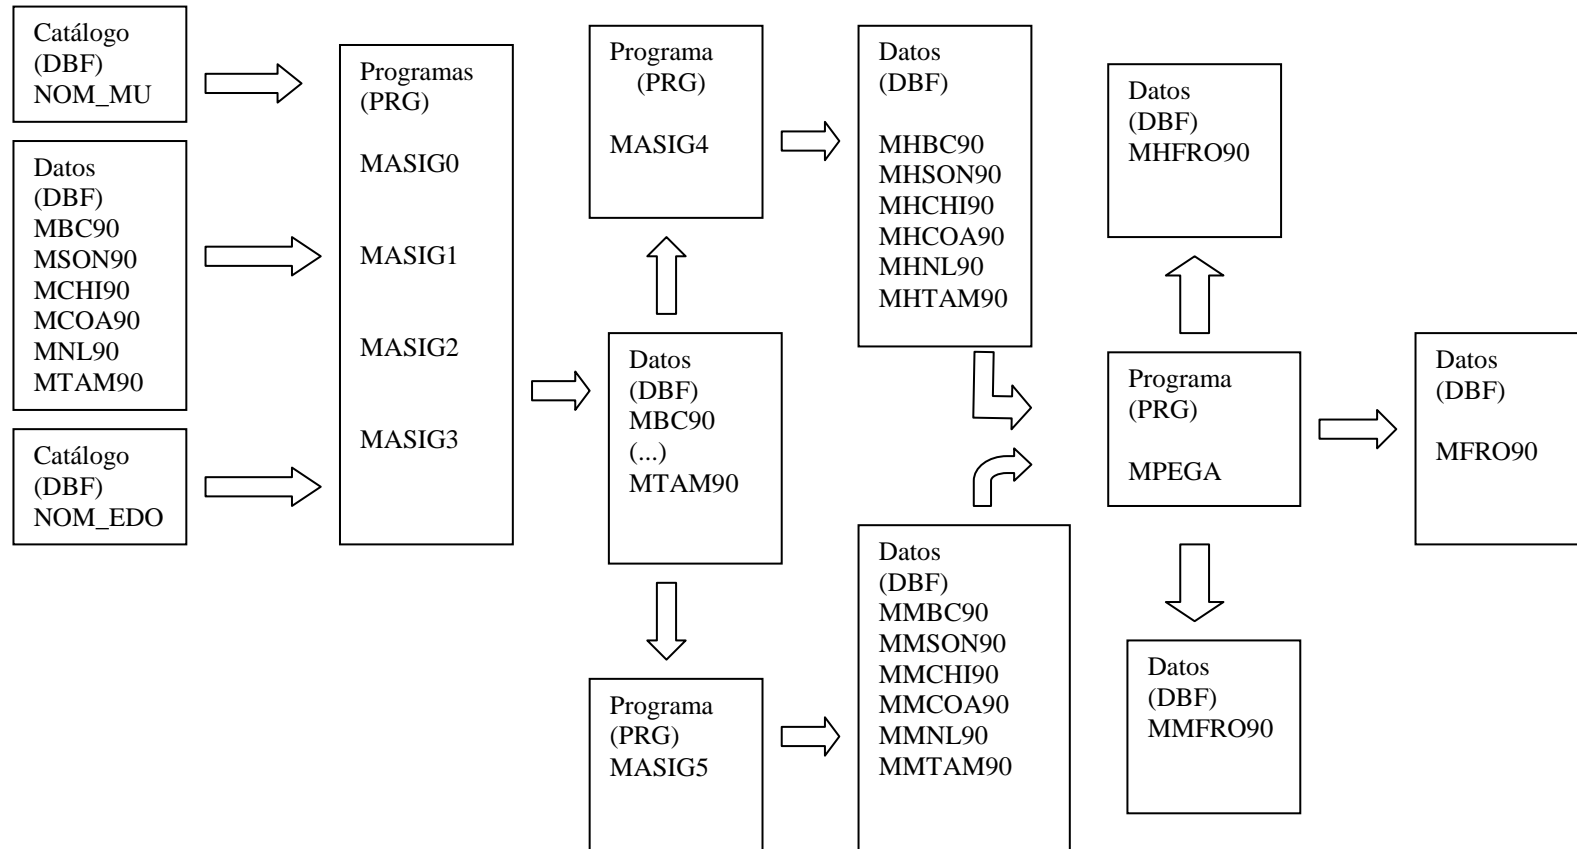 Catálogo
(DBF)
NOM_MU
Datos
(DBF)
MBC90
MSON90
MCHI90
MCOA90
MNL90
MTAM90
Catálogo
(DBF)
NOM_EDO
Programas
(PRG)
MASIG0
MASIG1
MASIG2
MASIG3
Programa
(PRG)
MASIG4
Datos
(DBF)
MBC90
(...)
MTAM90
Programa
(PRG)
MASIG5
Datos
(DBF)
MHBC90
MHSON90
MHCHI90
MHCOA90
MHNL90
MHTAM90
Datos
(DBF)
MMBC90
MMSON90
MMCHI90
MMCOA90
MMNL90
MMTAM90
Datos
(DBF)
MHFRO90
Programa
(PRG)
MPEGA
Datos
(DBF)
MMFRO90
Datos
(DBF)
MFRO90